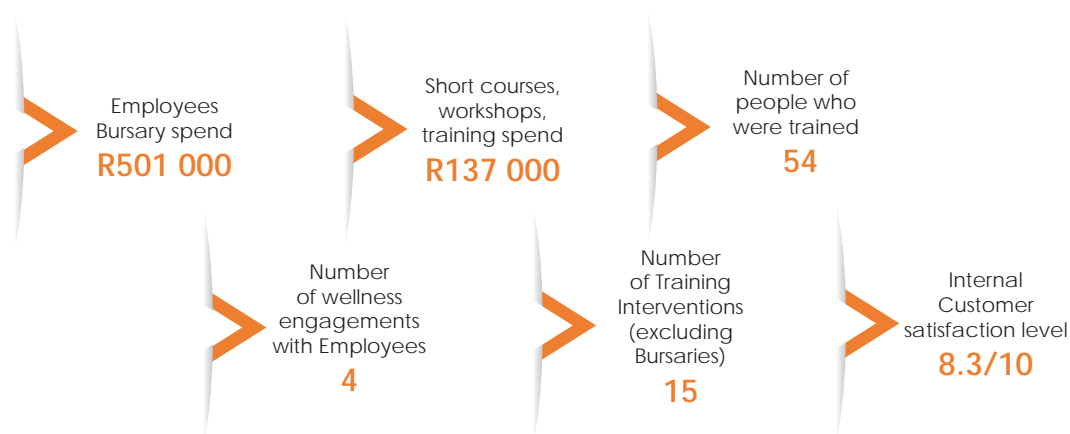 Employees
Bursary spend
R501 000
Short courses,
workshops,
training spend
R137 000
Number of
people who
were trained
54
Number
of wellness
engagements
with Employees
4
Number
of Training
Interventions
(excluding
Bursaries)
15
Internal
Customer
satisfaction level
8.3/10